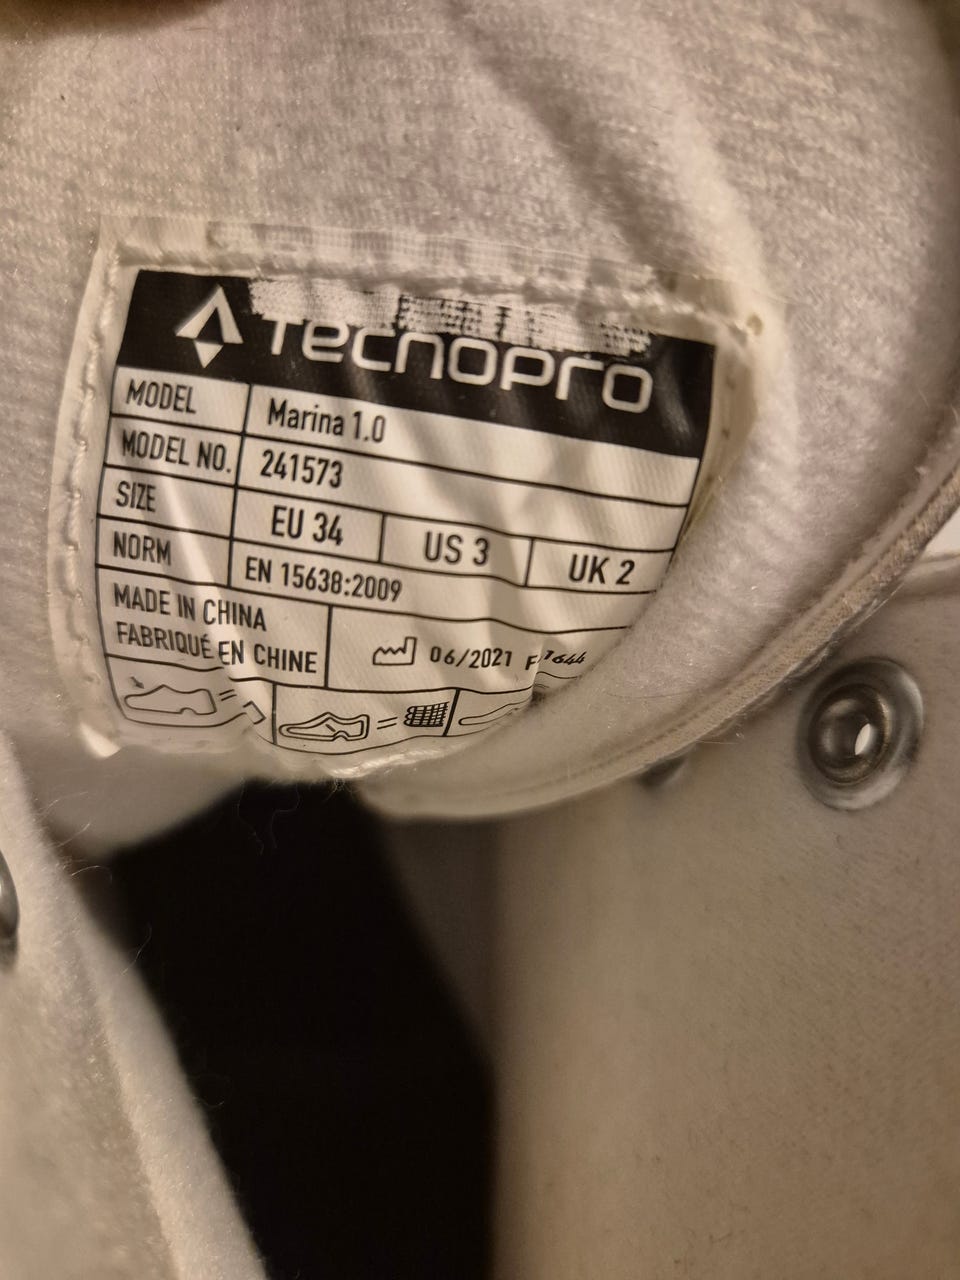 Tecnopro
MODEL Marina 1.0
MODEL NO. 241573
SIZE EU 34 US 3 UK 2
NORM EN 15638:2009
MADE IN CHINA
FABRIQUÉ EN CHINE
06/2021